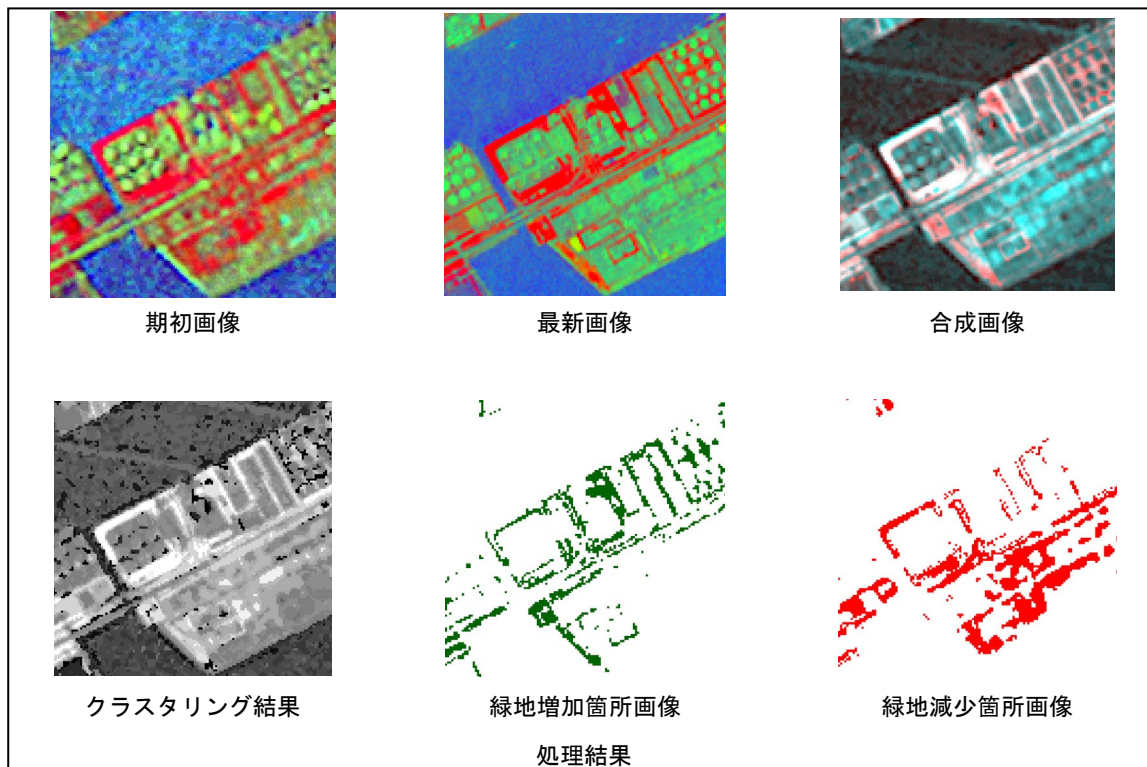 期初画像
最新画像
合成画像
クラスタリング結果
緑地増加箇所画像
緑地減少箇所画像
処理結果